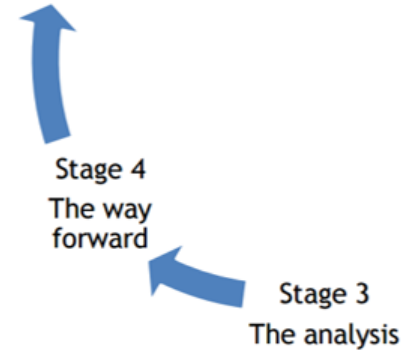 Stage 4
The way
forward
Stage 3
The analysis